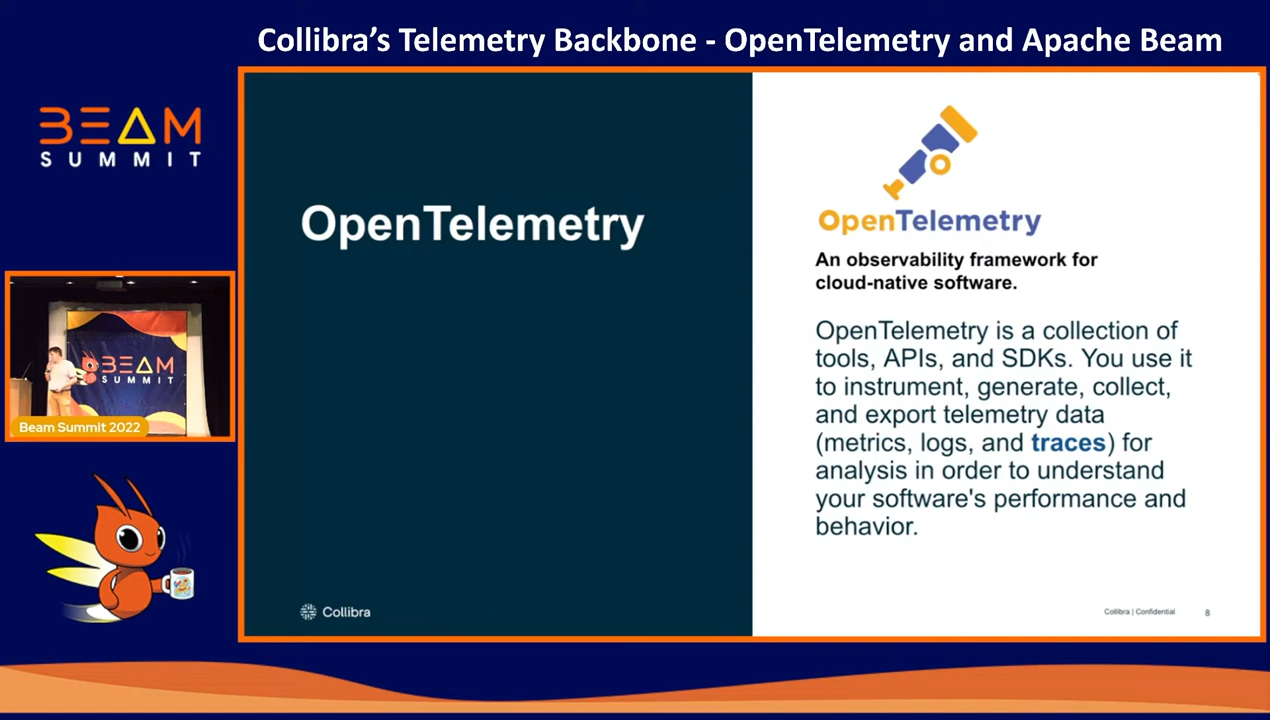 Collibra's Telemetry Backbone - OpenTelemetry and Apache Beam
BEAM
SUMMIT
OpenTelemetry
OpenTelemetry
An observability framework for
cloud-native software.
OpenTelemetry is a collection of
tools, APIs, and SDKs. You use it
to instrument, generate, collect,
and export telemetry data
(metrics, logs, and traces) for
analysis in order to understand
your software's performance and
behavior.
Collibra
Collibra | Confidential
8
BEAM
SUMMIT
Beam Summit 2022